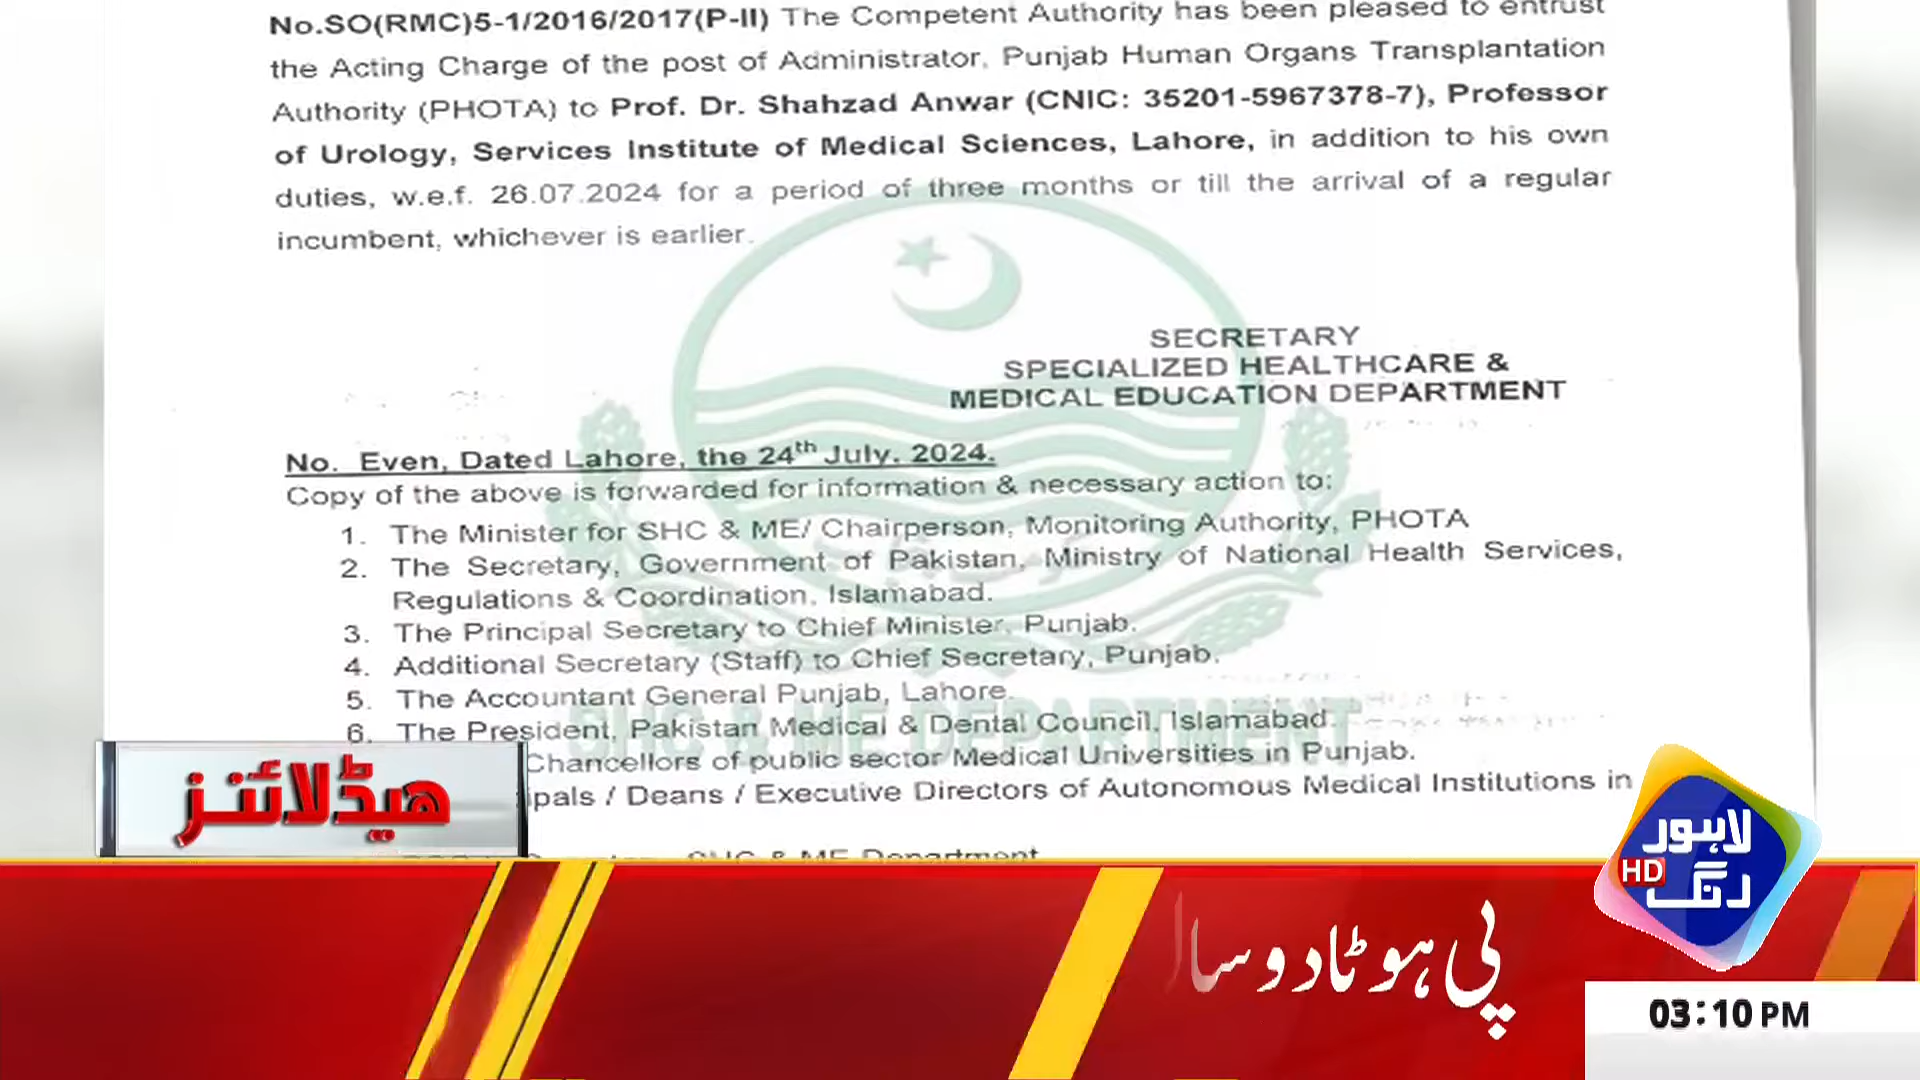 No.SO(RMC)5-1/2016/2017(P-II) The Competent Authority has been pleased to entrust
the Acting Charge of the post of Administrator, Punjab Human Organs Transplantation
Authority (PHOTA) to Prof. Dr. Shahzad Anwar (CNIC: 35201-5967378-7), Professor
of Urology, Services Institute of Medical Sciences, Lahore, in addition to his own
duties, w.e.f. 26.07.2024 for a period of three months or till the arrival of a regular
incumbent, whichever is earlier.
SECRETARY
SPECIALIZED HEALTHCARE &
MEDICAL EDUCATION DEPARTMENT
No. Even, Dated Lahore, the 24th July, 2024.
Copy of the above is forwarded for information & necessary action to:
1. The Minister for SHC & ME/ Chairperson, Monitoring Authority, PHOTA
2. The Secretary, Government of Pakistan, Ministry of National Health Services,
Regulations & Coordination, Islamabad.
3. The Principal Secretary to Chief Minister, Punjab.
4. Additional Secretary (Staff) to Chief Secretary, Punjab.
5. The Accountant General Punjab, Lahore.
6. The President, Pakistan Medical & Dental Council, Islamabad.
SHC & ME DEPARTMENT
Chancellors of public sector Medical Universities in Punjab.
ipals / Deans / Executive Directors of Autonomous Medical Institutions in
SHC & ME Department
ہیڈلائنز
لاہور
رنگ
HD
پی ہوٹا دو سال
03:10 PM